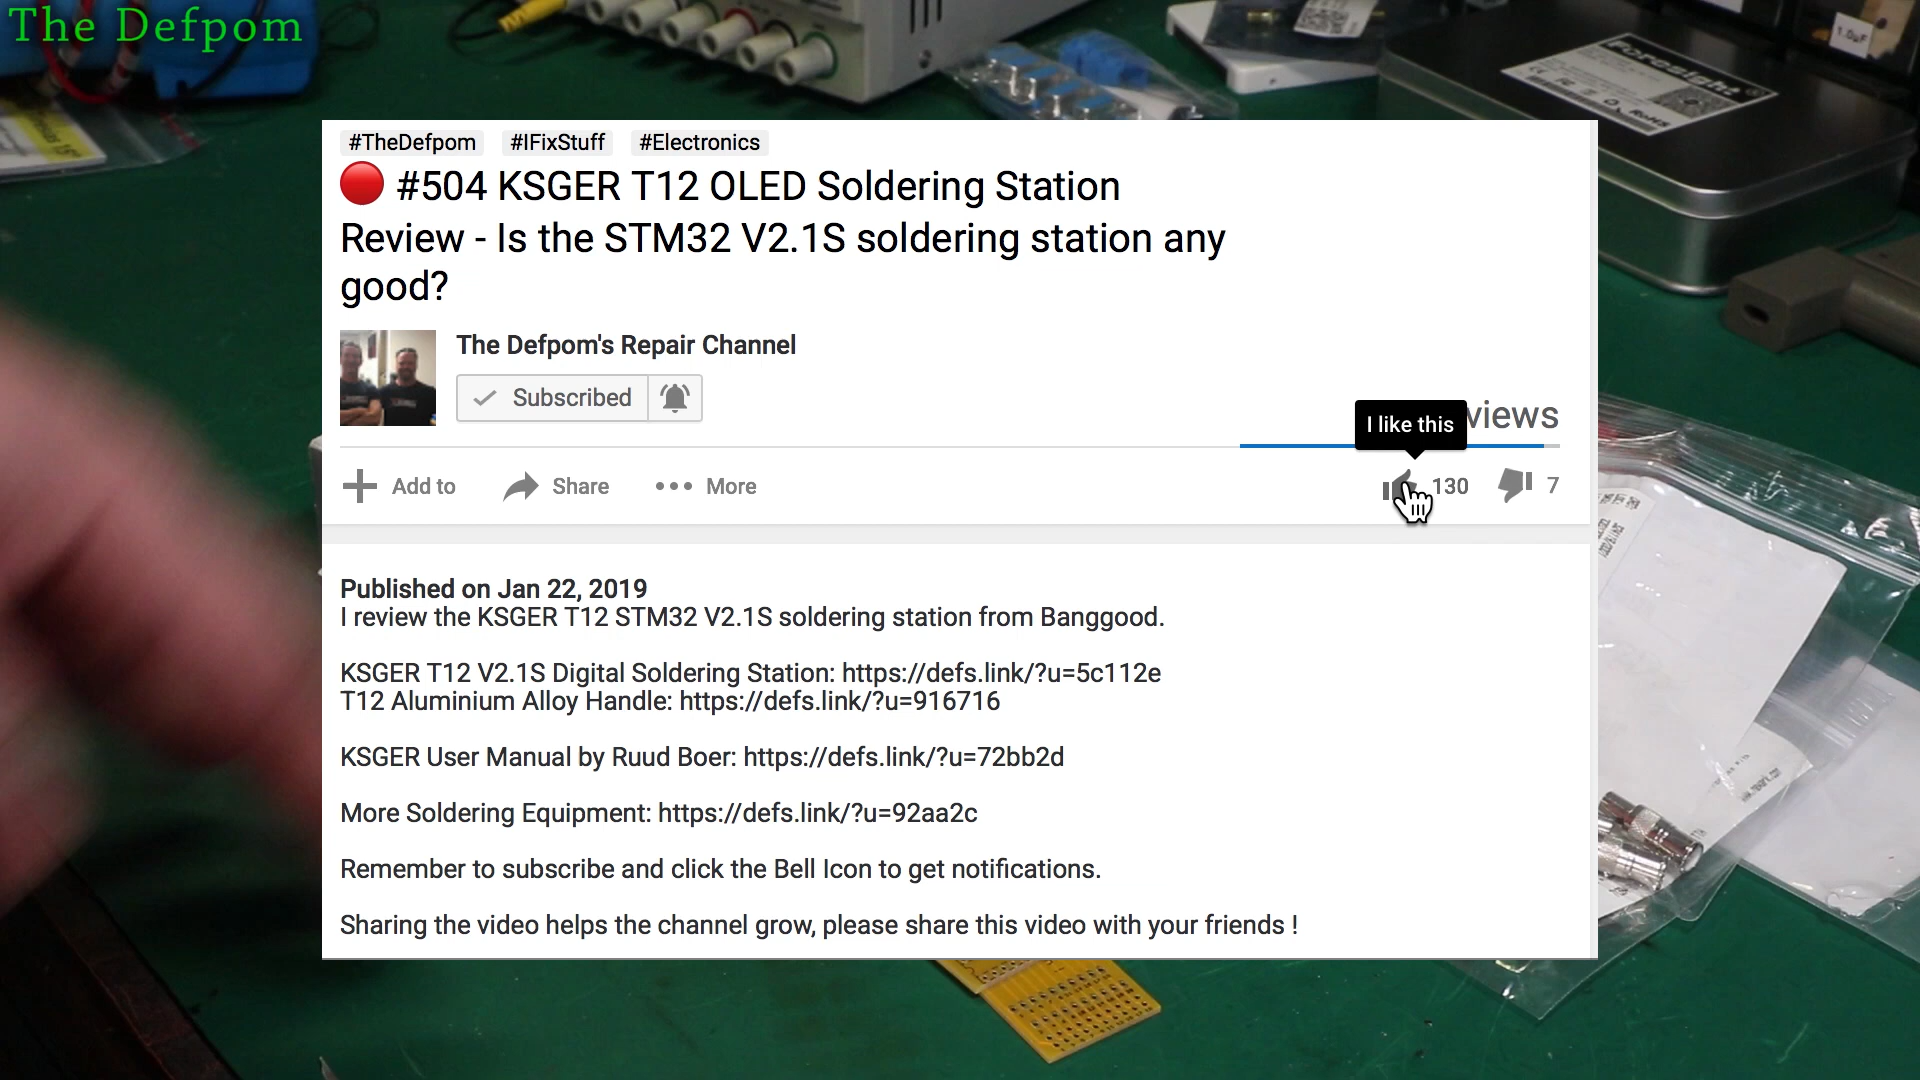 The Defpom
1.0uF
Foresight
#TheDefpom #IFixStuff #Electronics
#504 KSGER T12 OLED Soldering Station
Review - Is the STM32 V2.1S soldering station any
good?
The Defpom's Repair Channel
Subscribed
I like this
views
Add to Share More 130 7
Published on Jan 22, 2019
I review the KSGER T12 STM32 V2.1S soldering station from Banggood.
KSGER T12 V2.1S Digital Soldering Station: https://defs.link/?u=5c112e
T12 Aluminium Alloy Handle: https://defs.link/?u=916716
KSGER User Manual by Ruud Boer: https://defs.link/?u=72bb2d
More Soldering Equipment: https://defs.link/?u=92aa2c
Remember to subscribe and click the Bell Icon to get notifications.
Sharing the video helps the channel grow, please share this video with your friends !